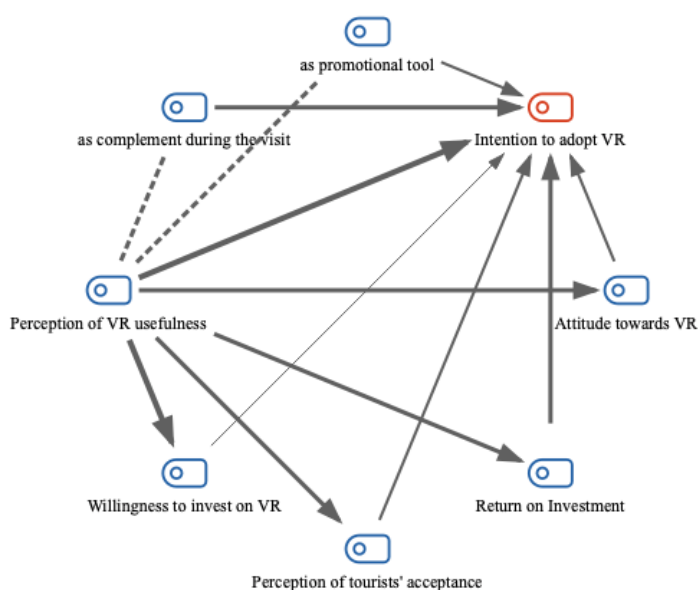 as promotional tool
as complement during the visit
Intention to adopt VR
Perception of VR usefulness
Attitude towards VR
Willingness to invest on VR
Return on Investment
Perception of tourists' acceptance